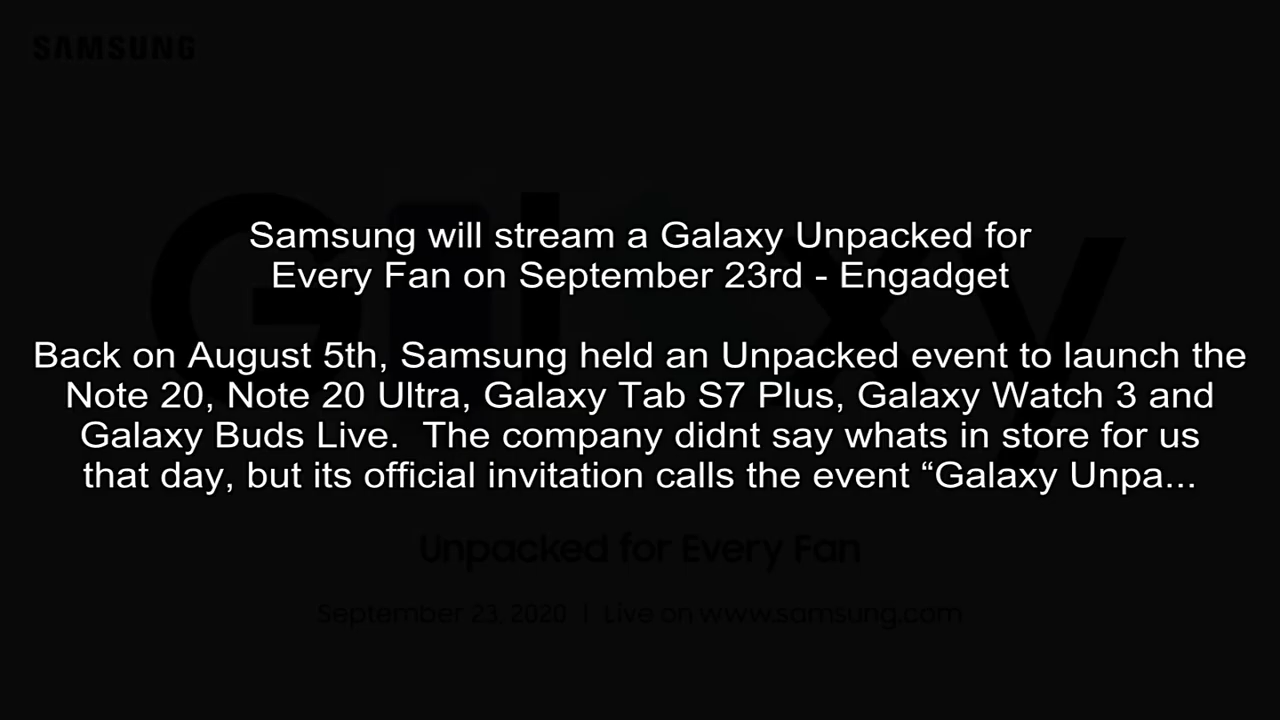 SAMSUNG
Galaxy
Samsung will stream a Galaxy Unpacked for
Every Fan on September 23rd - Engadget
Back on August 5th, Samsung held an Unpacked event to launch the
Note 20, Note 20 Ultra, Galaxy Tab S7 Plus, Galaxy Watch 3 and
Galaxy Buds Live.  The company didnt say whats in store for us
that day, but its official invitation calls the event “Galaxy Unpa...
Unpacked for Every Fan
September 23, 2020 | Live on www.samsung.com